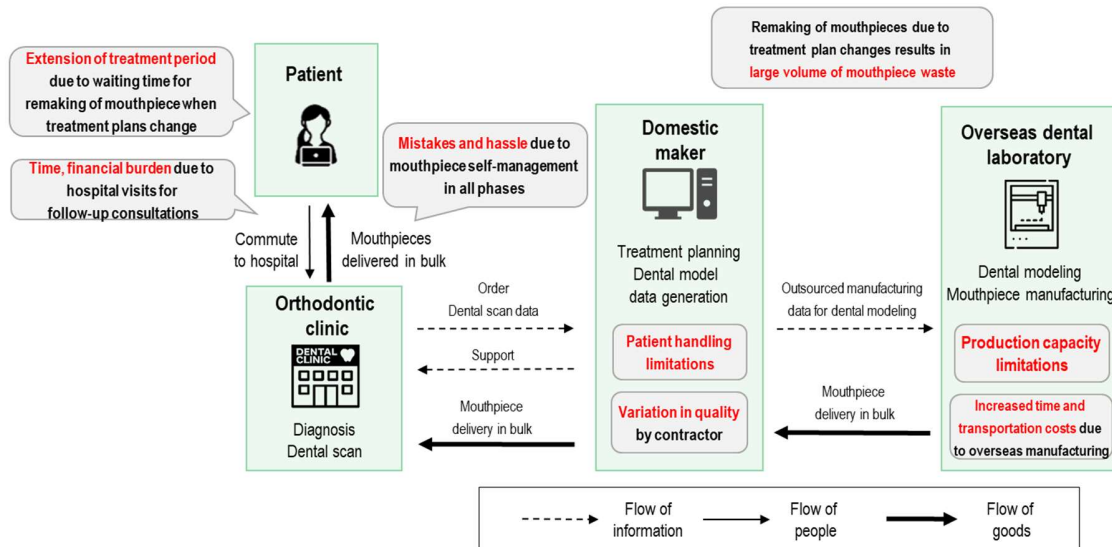 Extension of treatment period
due to waiting time for
remaking of mouthpiece when
treatment plans change
Time, financial burden due to
hospital visits for
follow-up consultations
Patient
Mistakes and hassle due to
mouthpiece self-management
in all phases
Remaking of mouthpieces due to
treatment plan changes results in
large volume of mouthpiece waste
Commute
to hospital
Mouthpieces
delivered in bulk
Orthodontic
clinic
DENTAL
CLINIC
Diagnosis
Dental scan
Order
Dental scan data
Support
Mouthpiece
delivery in bulk
Domestic
maker
Treatment planning
Dental model
data generation
Patient handling
limitations
Variation in quality
by contractor
Outsourced manufacturing
data for dental modeling
Mouthpiece
delivery in bulk
Overseas dental
laboratory
Dental modeling
Mouthpiece manufacturing
Production capacity
limitations
Increased time and
transportation costs due
to overseas manufacturing
Flow of
information
Flow of
people
Flow of
goods